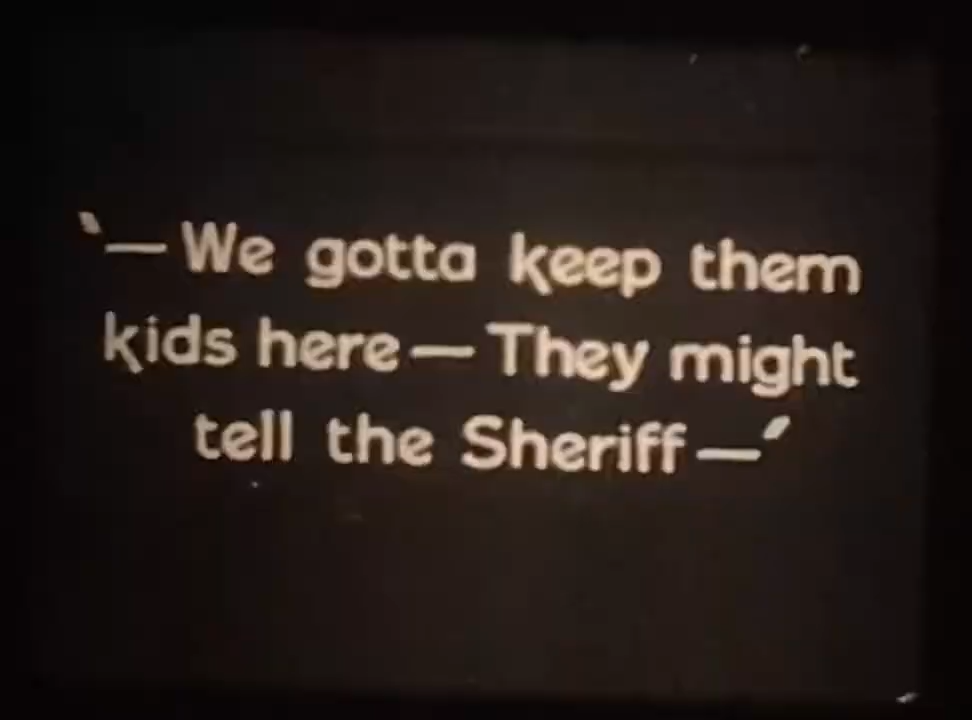 "— We gotta keep them
kids here — They might
tell the Sheriff —"